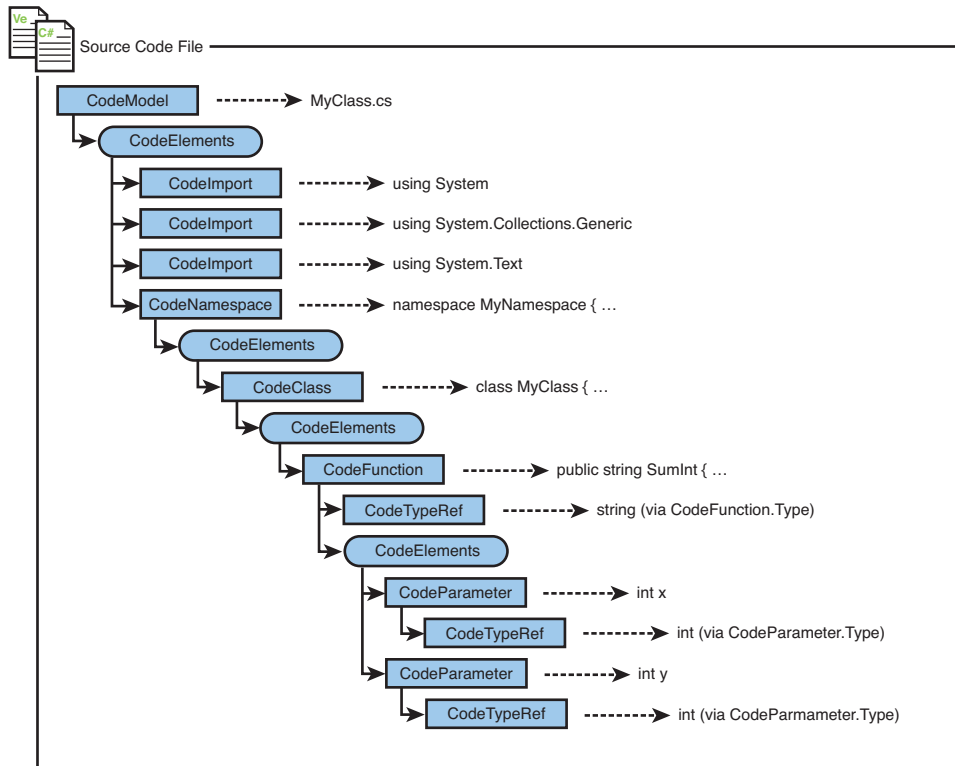 Ve
C#
Source Code File
CodeModel
MyClass.cs
CodeElements
CodeImport
using System
CodeImport
using System.Collections.Generic
CodeImport
using System.Text
CodeNamespace
namespace MyNamespace { …
CodeElements
CodeClass
class MyClass { …
CodeElements
CodeFunction
public string SumInt { …
CodeTypeRef
string (via CodeFunction.Type)
CodeElements
CodeParameter
int x
CodeTypeRef
int (via CodeParameter.Type)
CodeParameter
int y
CodeTypeRef
int (via CodeParmameter.Type)